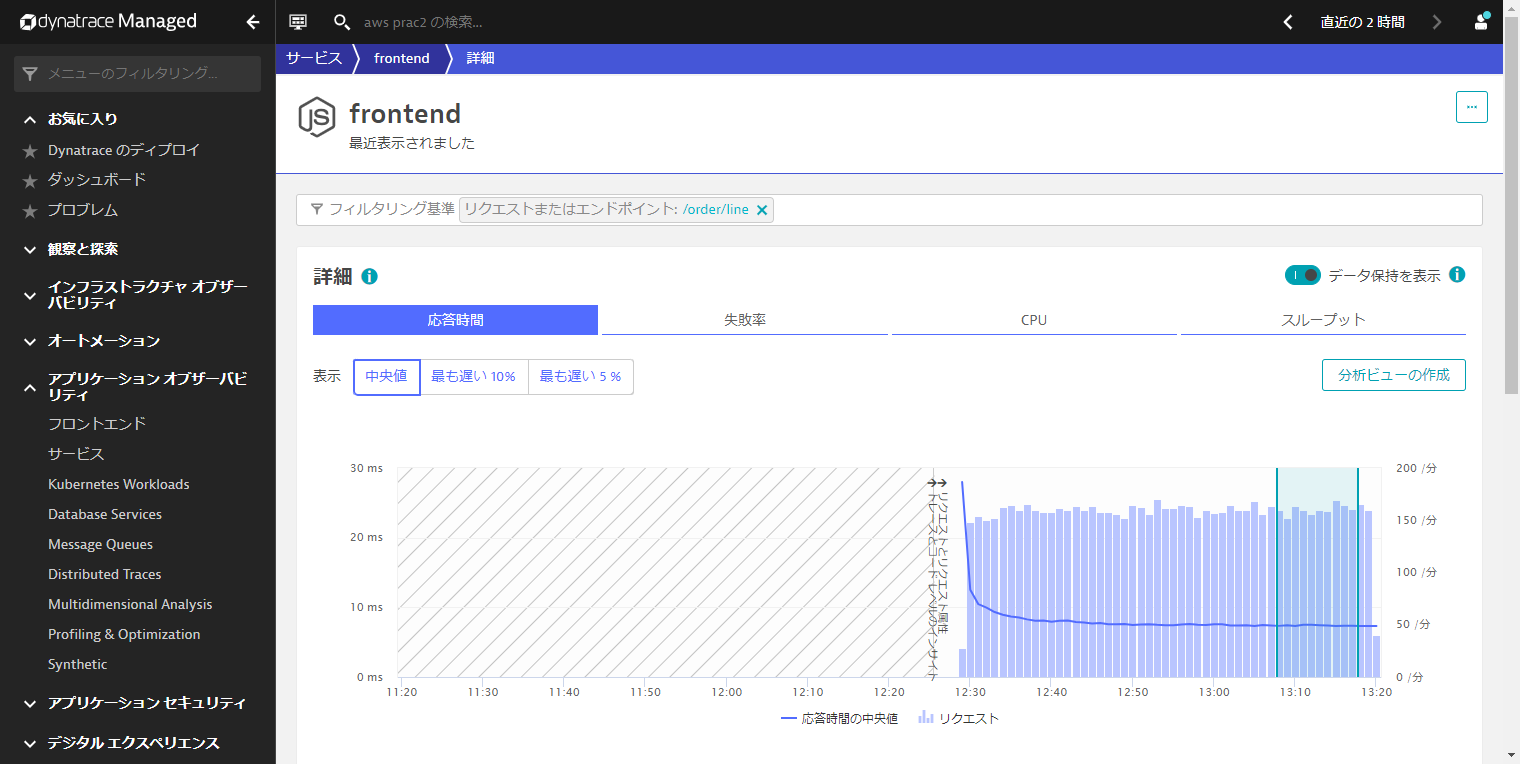 dynatrace Managed
aws prac2 の検索...
直近の 2 時間
メニューのフィルタリング...
お気に入り
Dynatrace のディプロイ
ダッシュボード
プロブレム
観察と探索
インフラストラクチャ オブザー
バビリティ
オートメーション
アプリケーション オブザーバビ
リティ
フロントエンド
サービス
Kubernetes Workloads
Database Services
Message Queues
Distributed Traces
Multidimensional Analysis
Profiling & Optimization
Synthetic
アプリケーション セキュリティ
デジタル エクスペリエンス
サービス
frontend
詳細
JS
frontend
最近表示されました
...
フィルタリング基準 リクエストまたはエンドポイント: /order/line
詳細
データ保持を表示
応答時間
失敗率
CPU
スループット
表示
中央値
最も遅い 10%
最も遅い 5 %
分析ビューの作成
30 ms
20 ms
10 ms
0 ms
200 /分
150 /分
100 /分
50 /分
0 /分
リクエストとリクエスト属性
トレースとコードレベルのインサイト
11:20
11:30
11:40
11:50
12:00
12:10
12:20
12:30
12:40
12:50
13:00
13:10
13:20
応答時間の中央値
リクエスト